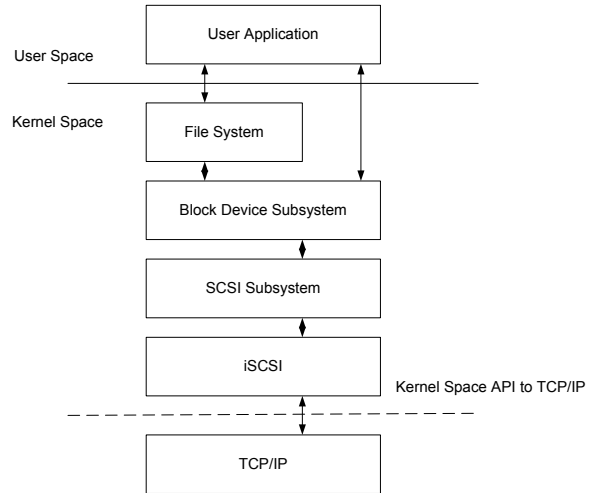 User Application
User Space
Kernel Space
File System
Block Device Subsystem
SCSI Subsystem
iSCSI
Kernel Space API to TCP/IP
TCP/IP